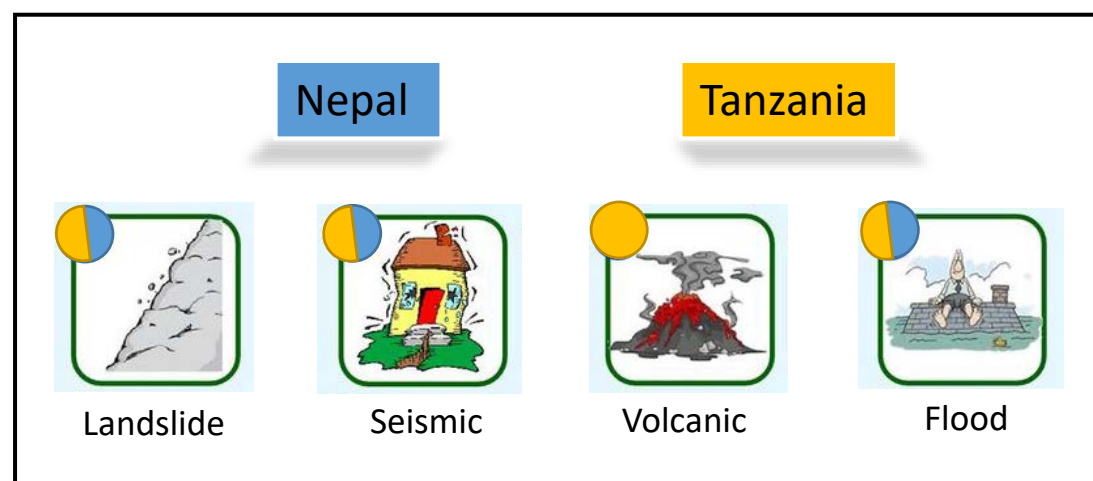 Nepal
Tanzania
Landslide
Seismic
Volcanic
Flood